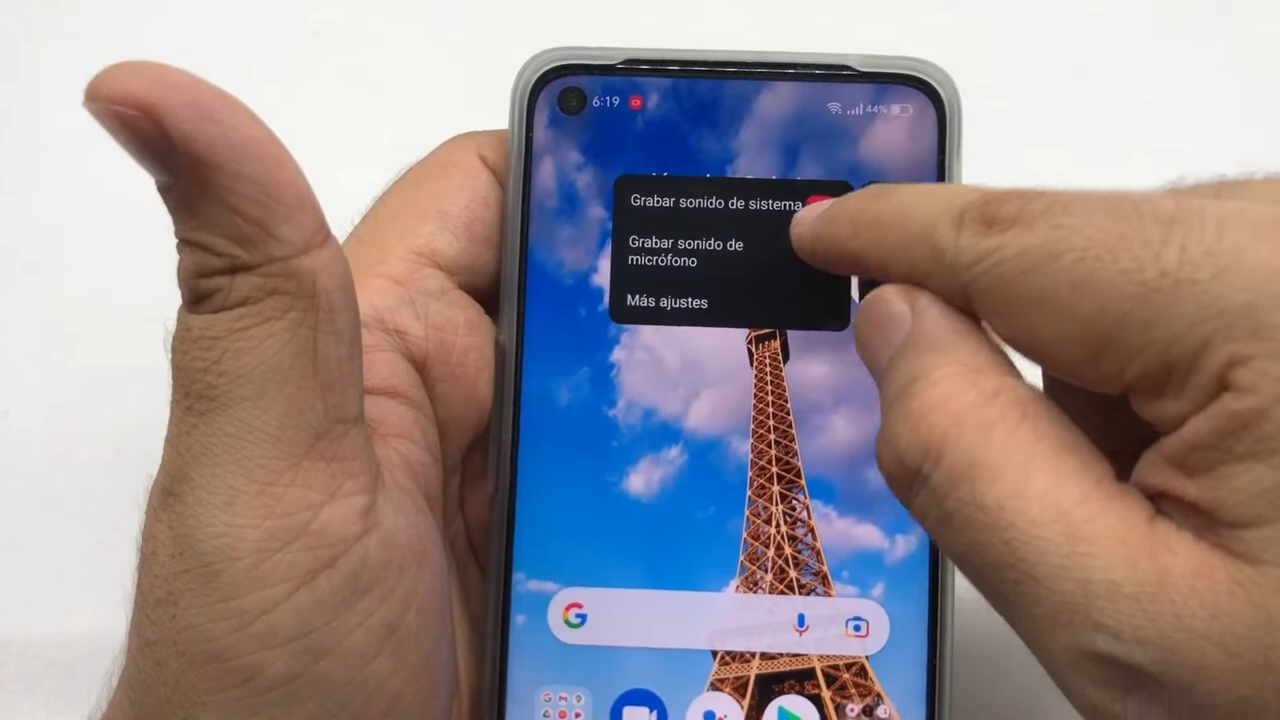 6:19
44%
Grabar sonido de sistema
Grabar sonido de
micrófono
Más ajustes